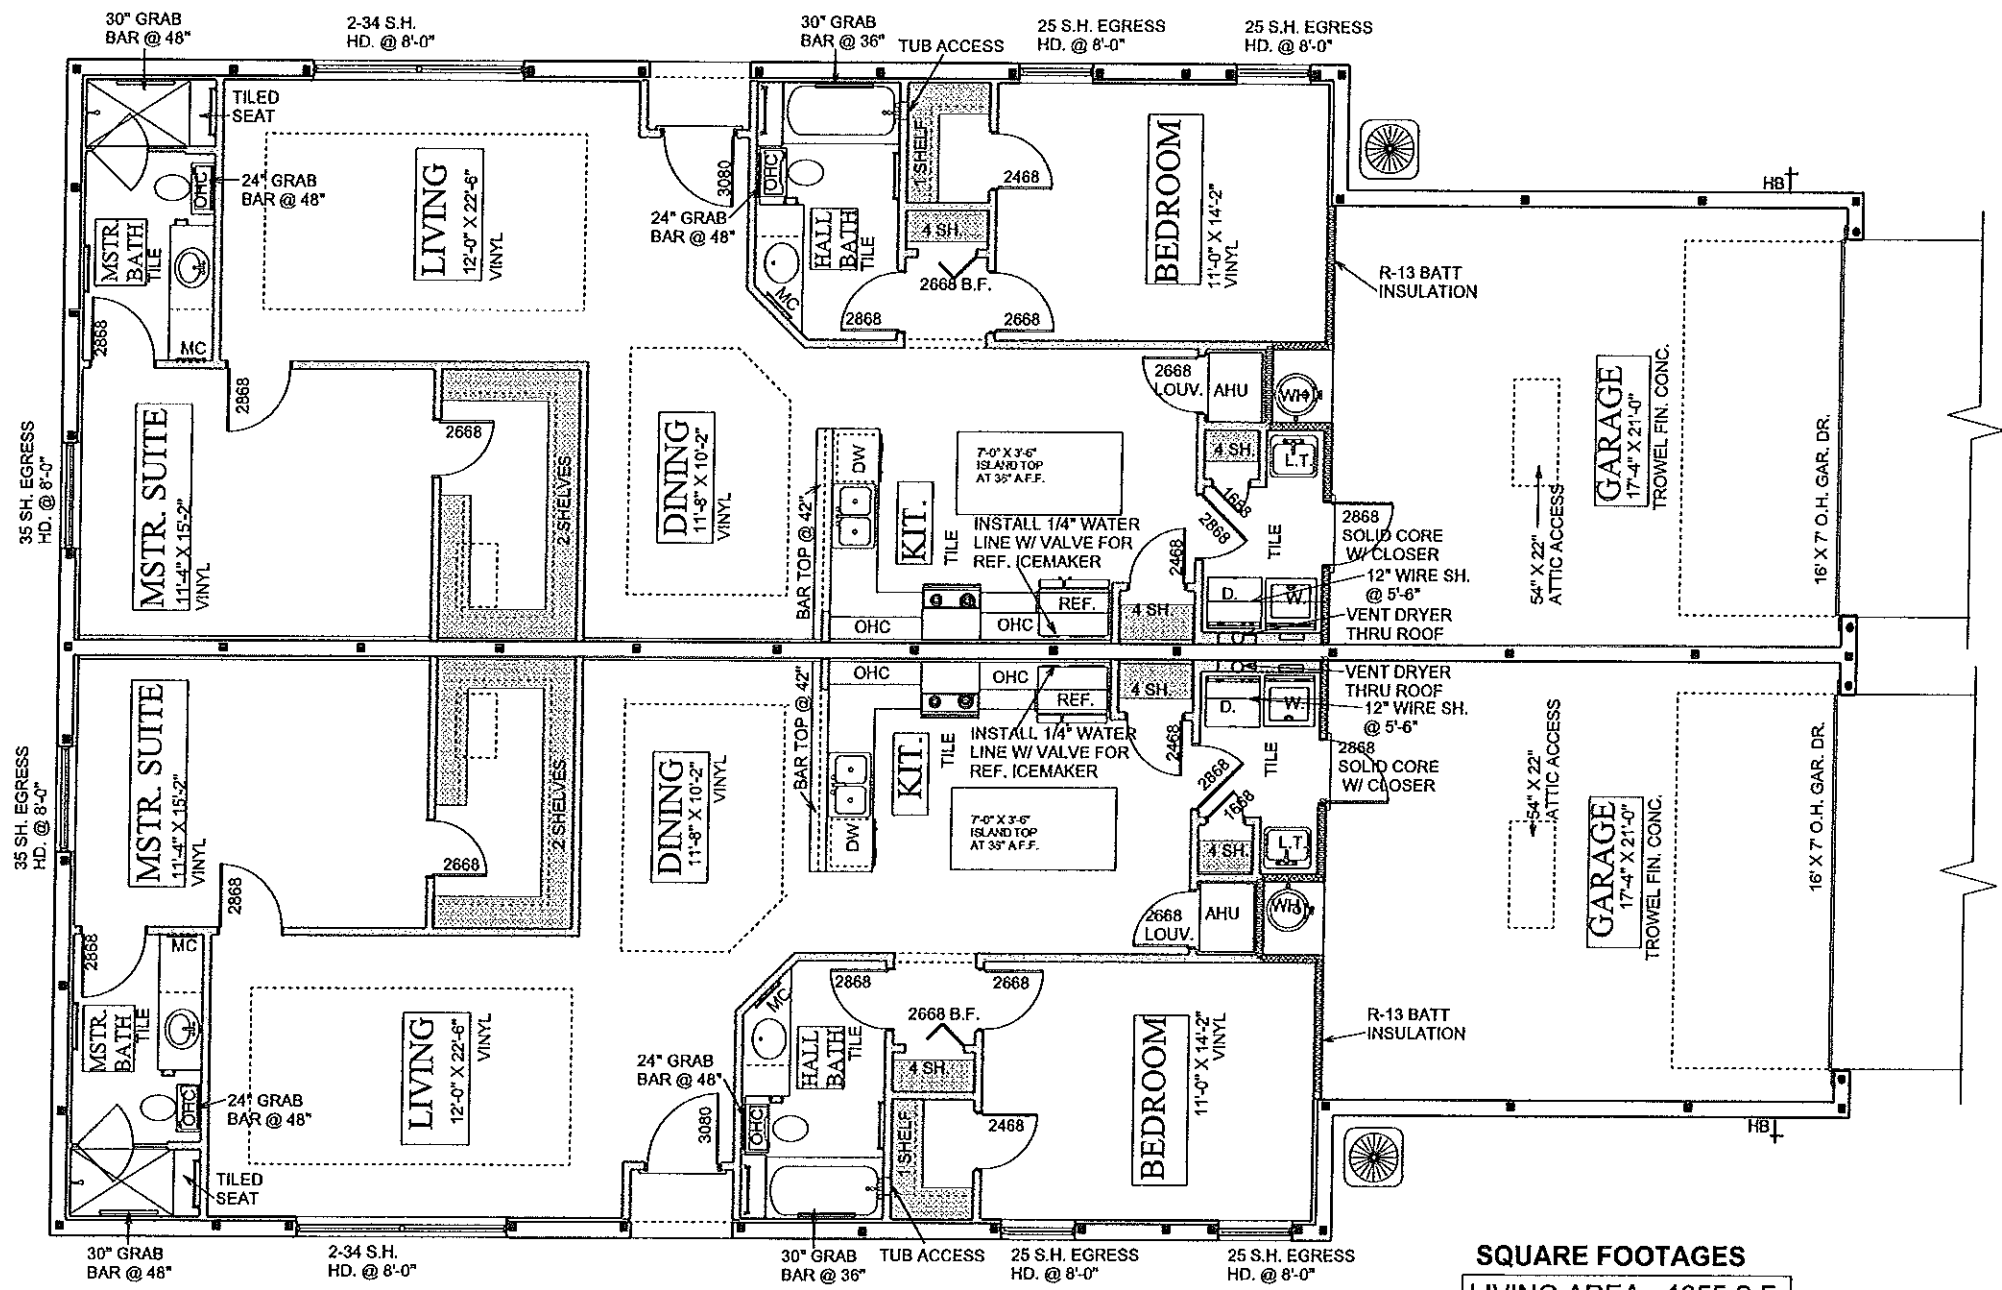 30" GRAB
BAR @ 48"
2-34 S.H.
HD. @ 8'-0"
30" GRAB
BAR @ 36"
TUB ACCESS
25 S.H. EGRESS
HD. @ 8'-0"
25 S.H. EGRESS
HD. @ 8'-0"
TILED
SEAT
OHC
24" GRAB
BAR @ 48"
MSTR.
BATH
TILE
MC
2868
LIVING
12'-0" X 22'-6"
VINYL
3080
24" GRAB
BAR @ 48"
OHC
HALL
BATH
TILE
MC
1 SHELF
4 SH.
2668 B.F.
2868
2668
2468
BEDROOM
11'-0" X 14'-2"
VINYL
HB
R-13 BATT
INSULATION
35 SH. EGRESS
HD. @ 8'-0"
MSTR. SUITE
11'-4" X 15'-2"
VINYL
2868
2668
2 SHELVES
DINING
11'-8" X 10'-2"
VINYL
BAR TOP @ 42"
DW
KIT.
TILE
7'-0" X 3'-6"
ISLAND TOP
AT 36" A.F.F.
INSTALL 1/4" WATER
LINE W/ VALVE FOR
REF. ICEMAKER
OHC
OHC
REF.
2468
4 SH.
2668
LOUV.
AHU
WH
4 SH.
L.T.
1668
2868
TILE
D.
W.
2868
SOLID CORE
W/ CLOSER
12" WIRE SH.
@ 5'-6"
VENT DRYER
THRU ROOF
54" X 22"
ATTIC ACCESS
GARAGE
17'-4" X 21'-0"
TROWEL FIN. CONC.
16' X 7' O.H. GAR. DR.
35 SH. EGRESS
HD. @ 8'-0"
MSTR. SUITE
11'-4" X 15'-2"
VINYL
2868
2668
2 SHELVES
DINING
11'-8" X 10'-2"
VINYL
BAR TOP @ 42"
DW
OHC
OHC
REF.
KIT.
TILE
INSTALL 1/4" WATER
LINE W/ VALVE FOR
REF. ICEMAKER
7'-0" X 3'-6"
ISLAND TOP
AT 36" A.F.F.
4 SH.
2468
D.
W.
TILE
2868
1668
4 SH.
L.T.
2668
LOUV.
AHU
WH
VENT DRYER
THRU ROOF
12" WIRE SH.
@ 5'-6"
2868
SOLID CORE
W/ CLOSER
54" X 22"
ATTIC ACCESS
GARAGE
17'-4" X 21'-0"
TROWEL FIN. CONC.
16' X 7' O.H. GAR. DR.
2868
MC
MSTR.
BATH
TILE
OHC
24" GRAB
BAR @ 48"
TILED
SEAT
LIVING
12'-0" X 22'-6"
VINYL
3080
24" GRAB
BAR @ 48"
MC
HALL
BATH
TILE
OHC
2868
2668
2668 B.F.
4 SH.
1 SHELF
2468
BEDROOM
11'-0" X 14'-2"
VINYL
R-13 BATT
INSULATION
HB
30" GRAB
BAR @ 48"
2-34 S.H.
HD. @ 8'-0"
30" GRAB
BAR @ 36"
TUB ACCESS
25 S.H. EGRESS
HD. @ 8'-0"
25 S.H. EGRESS
HD. @ 8'-0"
SQUARE FOOTAGES
LIVING AREA